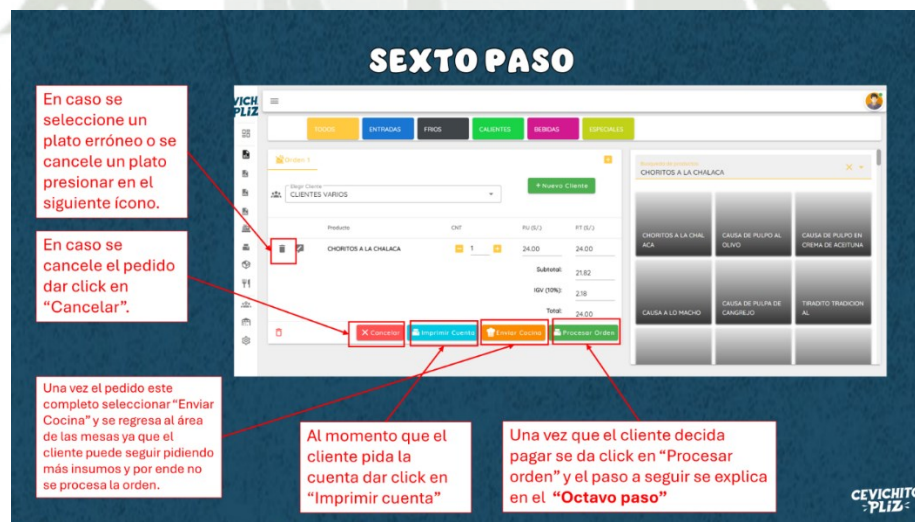 SEXTO PASO
En caso se
seleccione un
plato erróneo o se
cancele un plato
presionar en el
siguiente ícono.
En caso se
cancele el pedido
dar click en
“Cancelar”.
Una vez el pedido este
completo seleccionar “Enviar
Cocina” y se regresa al área
de las mesas ya que el
cliente puede seguir pidiendo
más insumos y por ende no
se procesa la orden.
VICH
PLIZ
TODOS ENTRADAS FRIOS CALIENTES BEBIDAS ESPECIALES
Orden 1
Elegir Cliente
CLIENTES VARIOS
+ Nuevo Cliente
Producto CNT PU (S/) RT (S/)
CHORITOS A LA CHALACA 1 24.00 24.00
Subtotal: 21.82
IGV (10%): 2.18
Total: 24.00
X Cancelar Imprimir Cuenta Enviar Cocina Procesar Orden
CHORITOS A LA CHALACA
CHORITOS A LA CHAL
ACA
CAUSA DE PULPO AL
OLIVO
CAUSA DE PULPO EN
CREMA DE ACEITUNA
CAUSA A LO MACHO
CAUSA DE PULPA DE
CANGREJO
TIRADITO TRADICION
AL
Al momento que el
cliente pida la
cuenta dar click en
“Imprimir cuenta”
Una vez que el cliente decida
pagar se da click en “Procesar
orden” y el paso a seguir se explica
en el “Octavo paso”
CEVICHITO
PLIZ